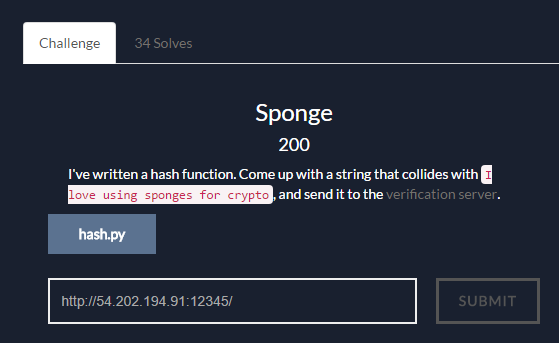 Challenge
34 Solves
Sponge
200
I've written a hash function. Come up with a string that collides with I
love using sponges for crypto, and send it to the verification server.
hash.py
http://54.202.194.91:12345/
SUBMIT